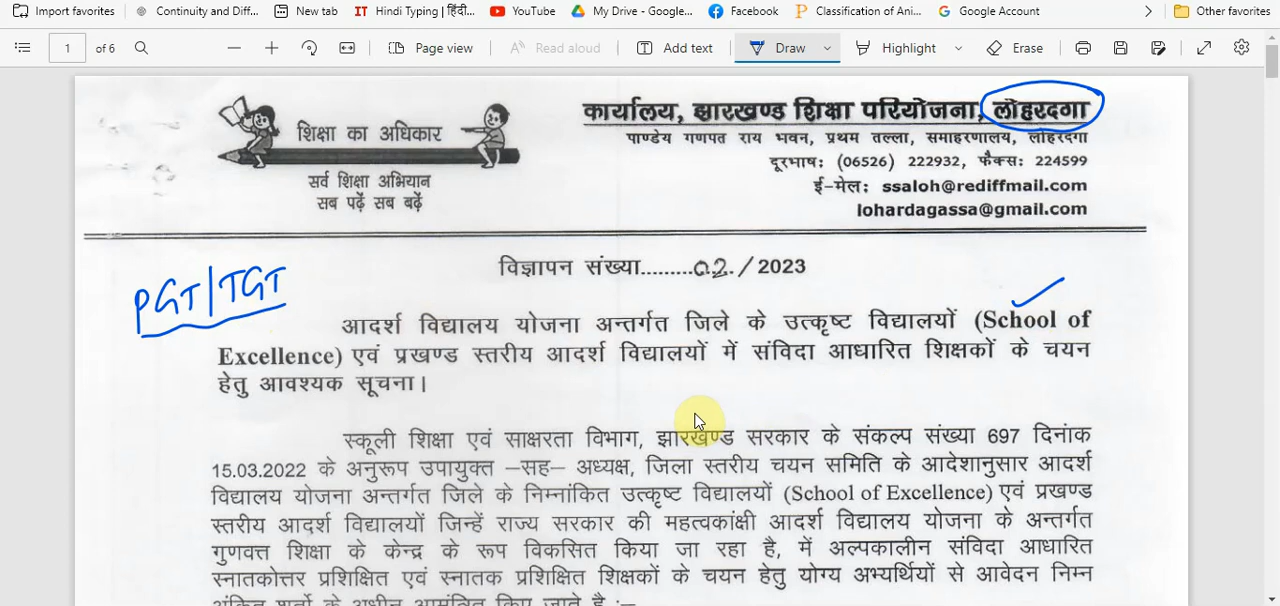 Import favorites Continuity and Diff... New tab IT Hindi Typing | हिंदी... YouTube My Drive - Google... Facebook Classification of Ani... Google Account Other favorites
1 of 6 Page view Read aloud Add text Draw Highlight Erase
शिक्षा का अधिकार
सर्व शिक्षा अभियान
सब पढ़ें सब बढ़ें
कार्यालय, झारखण्ड शिक्षा परियोजना, लोहरदगा
पाण्डेय गणपत राय भवन, प्रथम तल्ला, समाहरणालय, लोहरदगा
दूरभाष: (06526) 222932, फैक्स: 224599
ई-मेल: ssaloh@rediffmail.com
lohardagassa@gmail.com
विज्ञापन संख्या.........02./2023
PGT/TGT
आदर्श विद्यालय योजना अन्तर्गत जिले के उत्कृष्ट विद्यालयों (School of
Excellence) एवं प्रखण्ड स्तरीय आदर्श विद्यालयों में संविदा आधारित शिक्षकों के चयन
हेतु आवश्यक सूचना।
स्कूली शिक्षा एवं साक्षरता विभाग, झारखण्ड सरकार के संकल्प संख्या 697 दिनांक
15.03.2022 के अनुरूप उपायुक्त –सह– अध्यक्ष, जिला स्तरीय चयन समिति के आदेशानुसार आदर्श
विद्यालय योजना अन्तर्गत जिले के निम्नांकित उत्कृष्ट विद्यालयों (School of Excellence) एवं प्रखण्ड
स्तरीय आदर्श विद्यालयों जिन्हें राज्य सरकार की महत्वकांक्षी आदर्श विद्यालय योजना के अन्तर्गत
गुणवत्त शिक्षा के केन्द्र के रूप विकसित किया जा रहा है, में अल्पकालीन संविदा आधारित
स्नातकोत्तर प्रशिक्षित एवं स्नातक प्रशिक्षित शिक्षकों के चयन हेतु योग्य अभ्यर्थियों से आवेदन निम्न
अंकित शर्तो के अधीन आमंत्रित किए जाते है :–